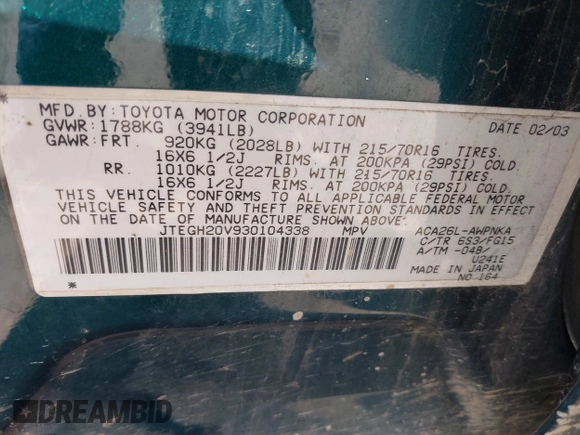 MFD. BY: TOYOTA MOTOR CORPORATION DATE 02/03
GVWR: 1788KG (3941LB)
GAWR: FRT. 920KG (2028LB) WITH 215/70R16 TIRES.
16X6 1/2J RIMS. AT 200KPA (29PSI) COLD.
RR. 1010KG (2227LB) WITH 215/70R16 TIRES.
16X6 1/2J RIMS. AT 200KPA (29PSI) COLD.
THIS VEHICLE CONFORMS TO ALL APPLICABLE FEDERAL MOTOR
VEHICLE SAFETY AND THEFT PREVENTION STANDARDS IN EFFECT
ON THE DATE OF MANUFACTURE SHOWN ABOVE.
JTEGH20V930104338 MPV ACA26L-AWPNKA
C/TR 6S3/FG15
A/TM -04B/
U241E
MADE IN JAPAN
NO 164
DREAMBID